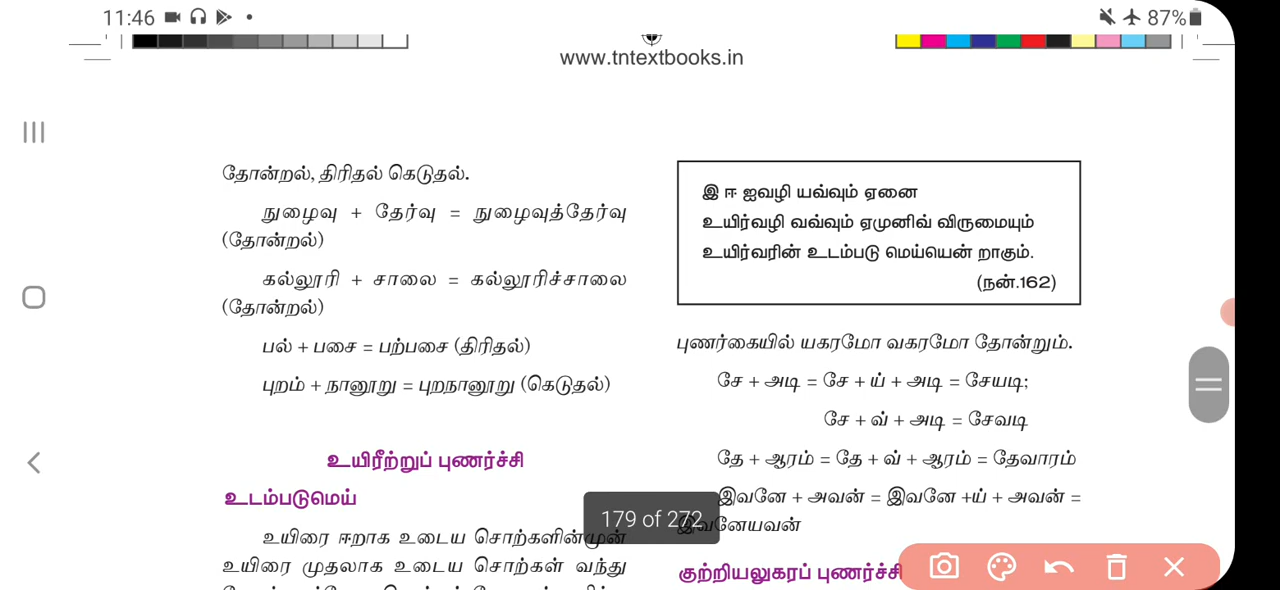 11:46
87%
www.tntextbooks.in
தோன்றல், திரிதல் கெடுதல்.
நுழைவு + தேர்வு = நுழைவுத்தேர்வு
(தோன்றல்)
கல்லூரி + சாலை = கல்லூரிச்சாலை
(தோன்றல்)
பல் + பசை = பற்பசை (திரிதல்)
புறம் + நானூறு = புறநானூறு (கெடுதல்)
உயிரீற்றுப் புணர்ச்சி
உடம்படுமெய்
உயிரை ஈறாக உடைய சொற்களின்முன்
உயிரை முதலாக உடைய சொற்கள் வந்து
இ ஈ ஐவழி யவ்வும் ஏனை
உயிர்வழி வவ்வும் ஏமுனிவ் விருமையும்
உயிர்வரின் உடம்படு மெய்யென் றாகும்.
(நன்.162)
புணர்கையில் யகரமோ வகரமோ தோன்றும்.
சே + அடி = சே + ய் + அடி = சேயடி;
சே + வ் + அடி = சேவடி
தே + ஆரம் = தே + வ் + ஆரம் = தேவாரம்
இவனே + அவன் = இவனே +ய் + அவன் =
இவனேயவன்
குற்றியலுகரப் புணர்ச்சி
179 of 272